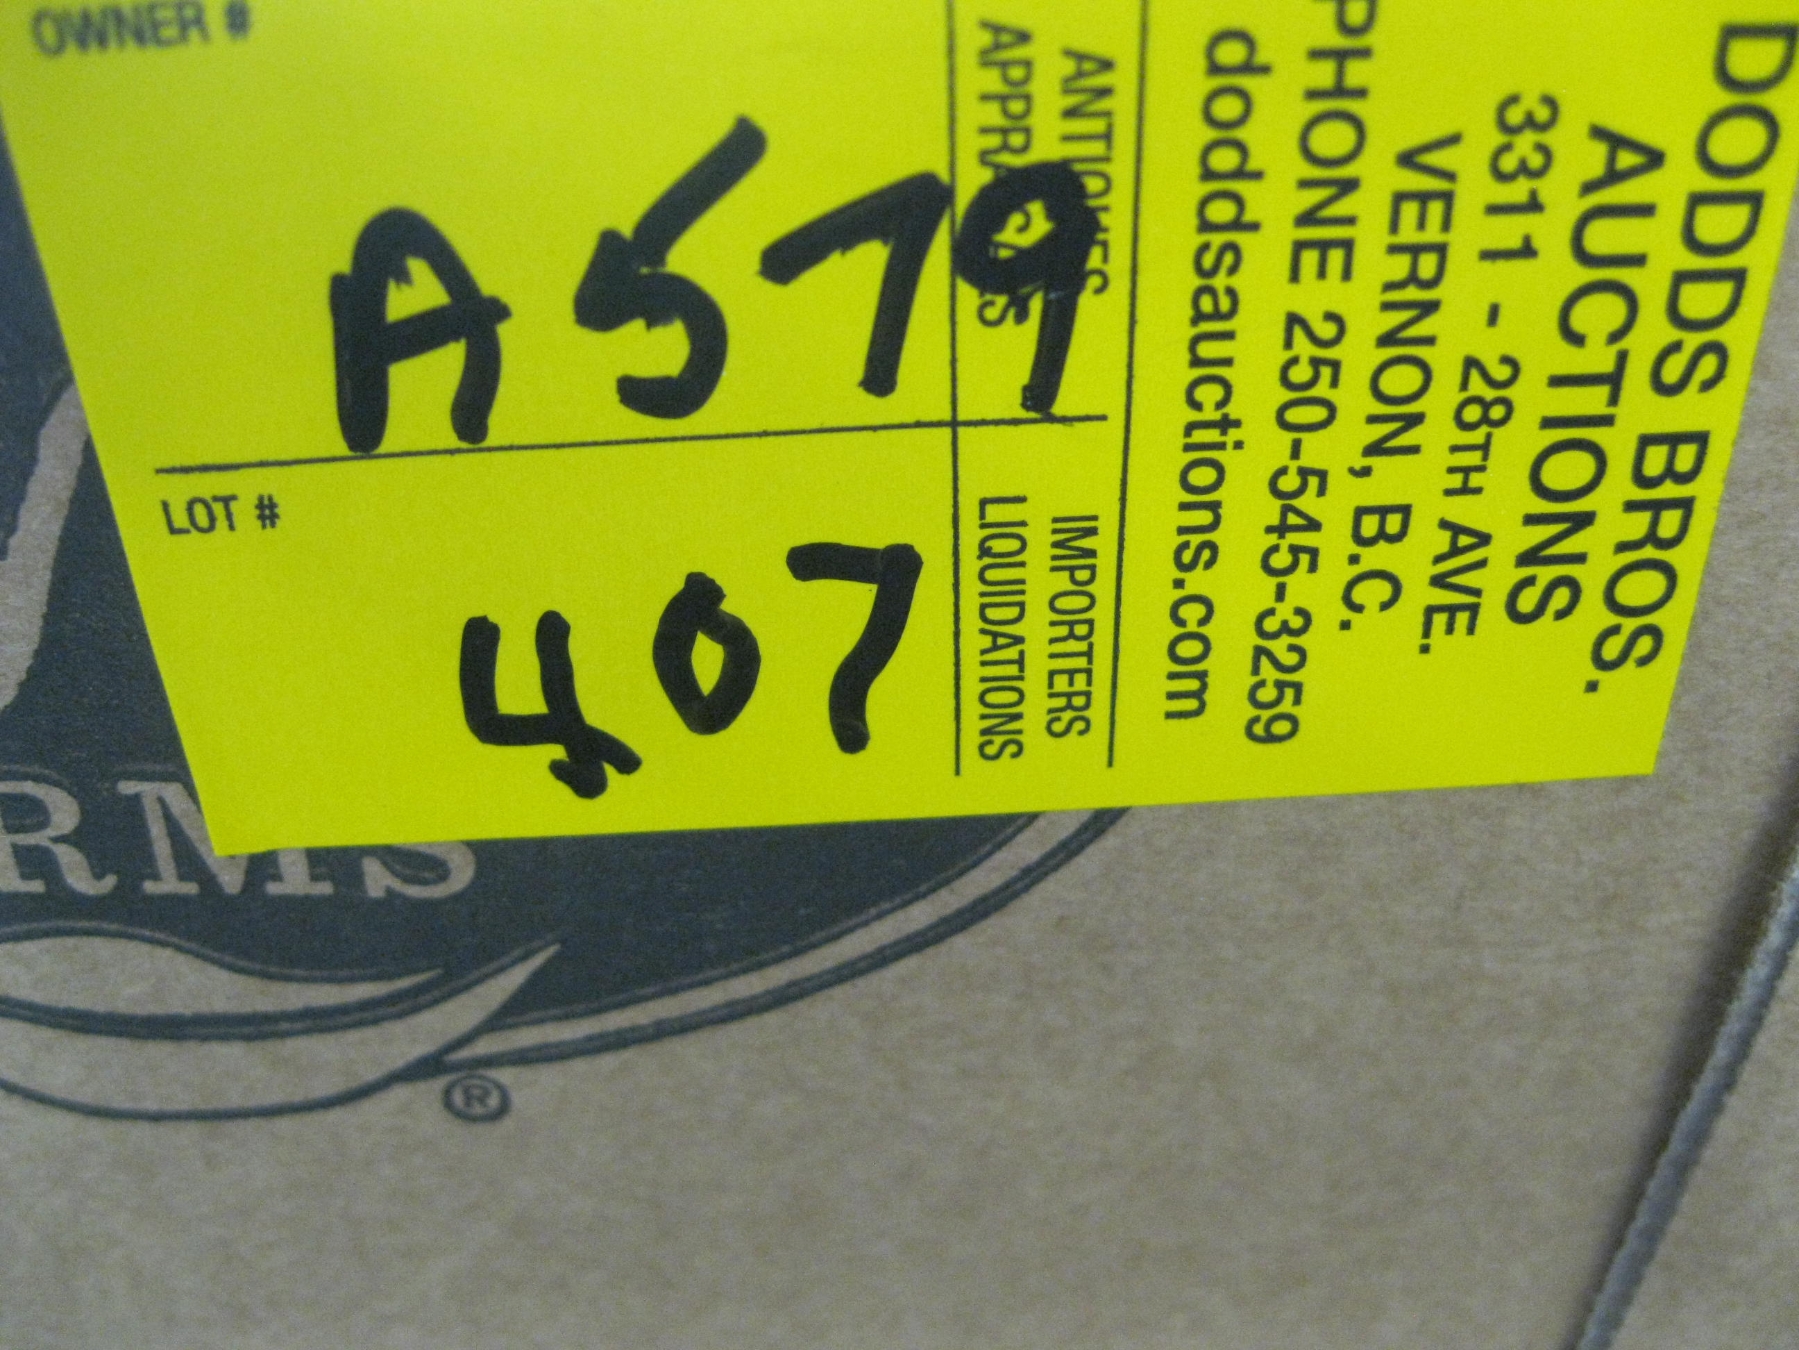 OWNER #
A579
LOT #
407
ANTIQUES
APPRAISALS
IMPORTERS
LIQUIDATIONS
DODDS BROS.
AUCTIONS
3311 - 28TH AVE.
VERNON, B.C.
PHONE 250-545-3259
doddsauctions.com
RMS
®